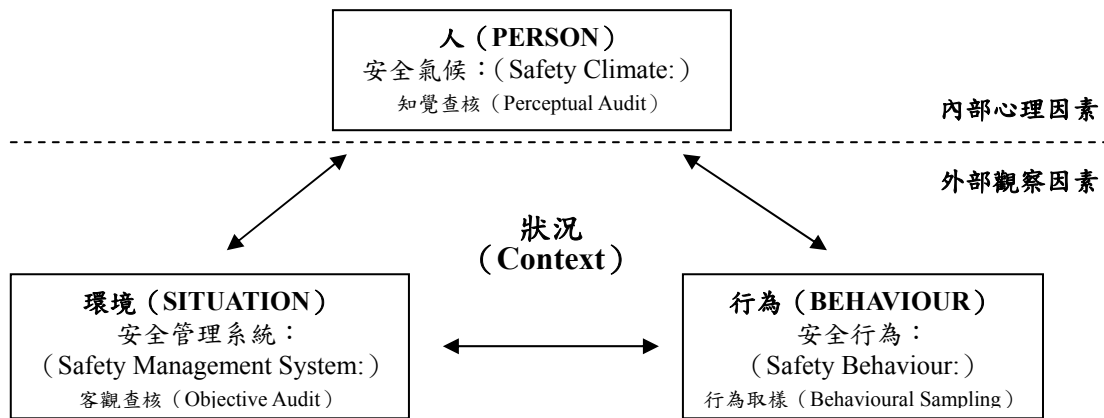 人（PERSON）
安全氣候：（Safety Climate:）
知覺查核（Perceptual Audit）
內部心理因素
外部觀察因素
狀況
（Context）
環境（SITUATION）
安全管理系統：
（Safety Management System:）
客觀查核（Objective Audit）
行為（BEHAVIOUR）
安全行為：
（Safety Behaviour:）
行為取樣（Behavioural Sampling）